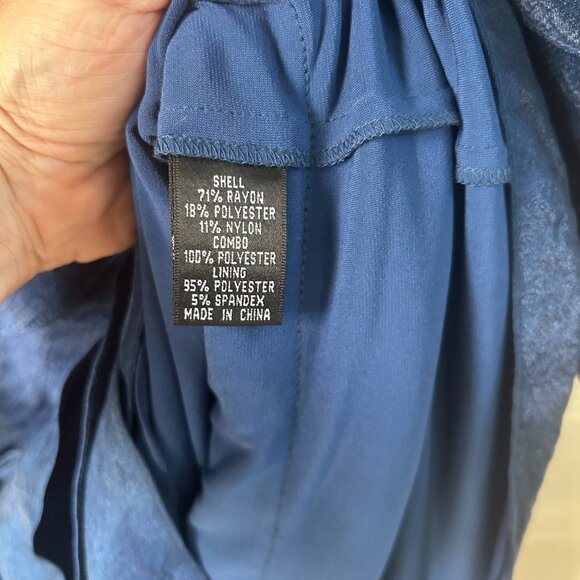 SHELL
71% RAYON
18% POLYESTER
11% NYLON
COMBO
100% POLYESTER
LINING
95% POLYESTER
5% SPANDEX
MADE IN CHINA